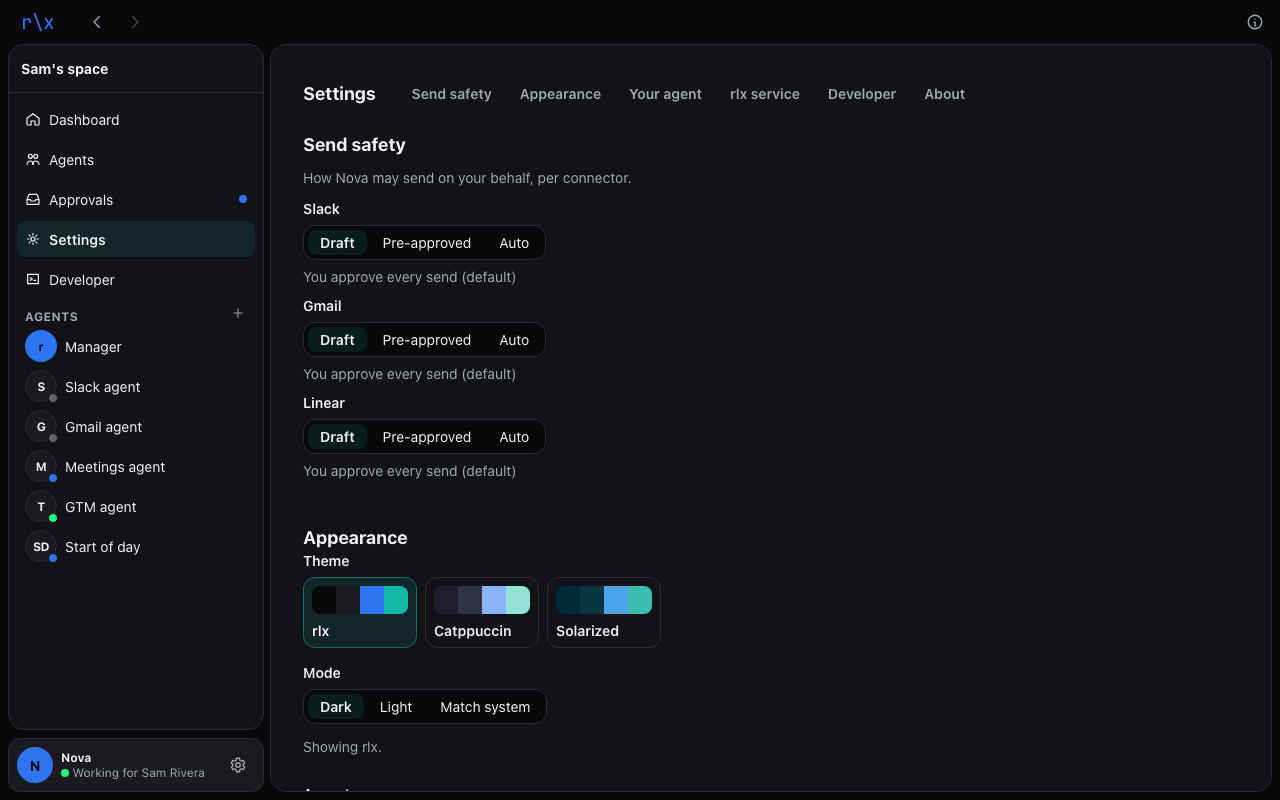 r\x
Sam's space
Dashboard
Agents
Approvals
Settings
Developer
AGENTS
r Manager
S Slack agent
G Gmail agent
M Meetings agent
T GTM agent
SD Start of day
N Nova
Working for Sam Rivera
Settings Send safety Appearance Your agent rlx service Developer About
Send safety
How Nova may send on your behalf, per connector.
Slack
Draft Pre-approved Auto
You approve every send (default)
Gmail
Draft Pre-approved Auto
You approve every send (default)
Linear
Draft Pre-approved Auto
You approve every send (default)
Appearance
Theme
rlx Catppuccin Solarized
Mode
Dark Light Match system
Showing rlx.